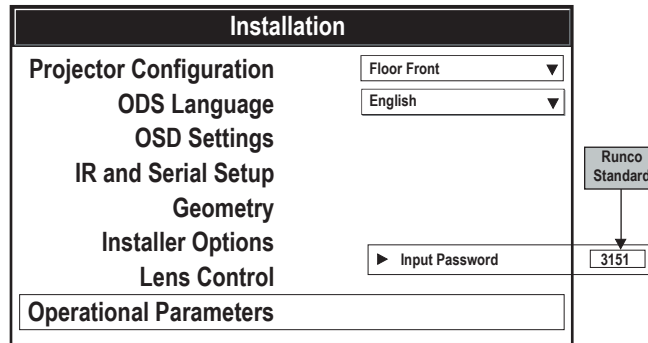 Installation
Projector Configuration Floor Front
ODS Language English
OSD Settings
IR and Serial Setup
Runco
Standard
Geometry
Installer Options
Input Password 3151
Lens Control
Operational Parameters